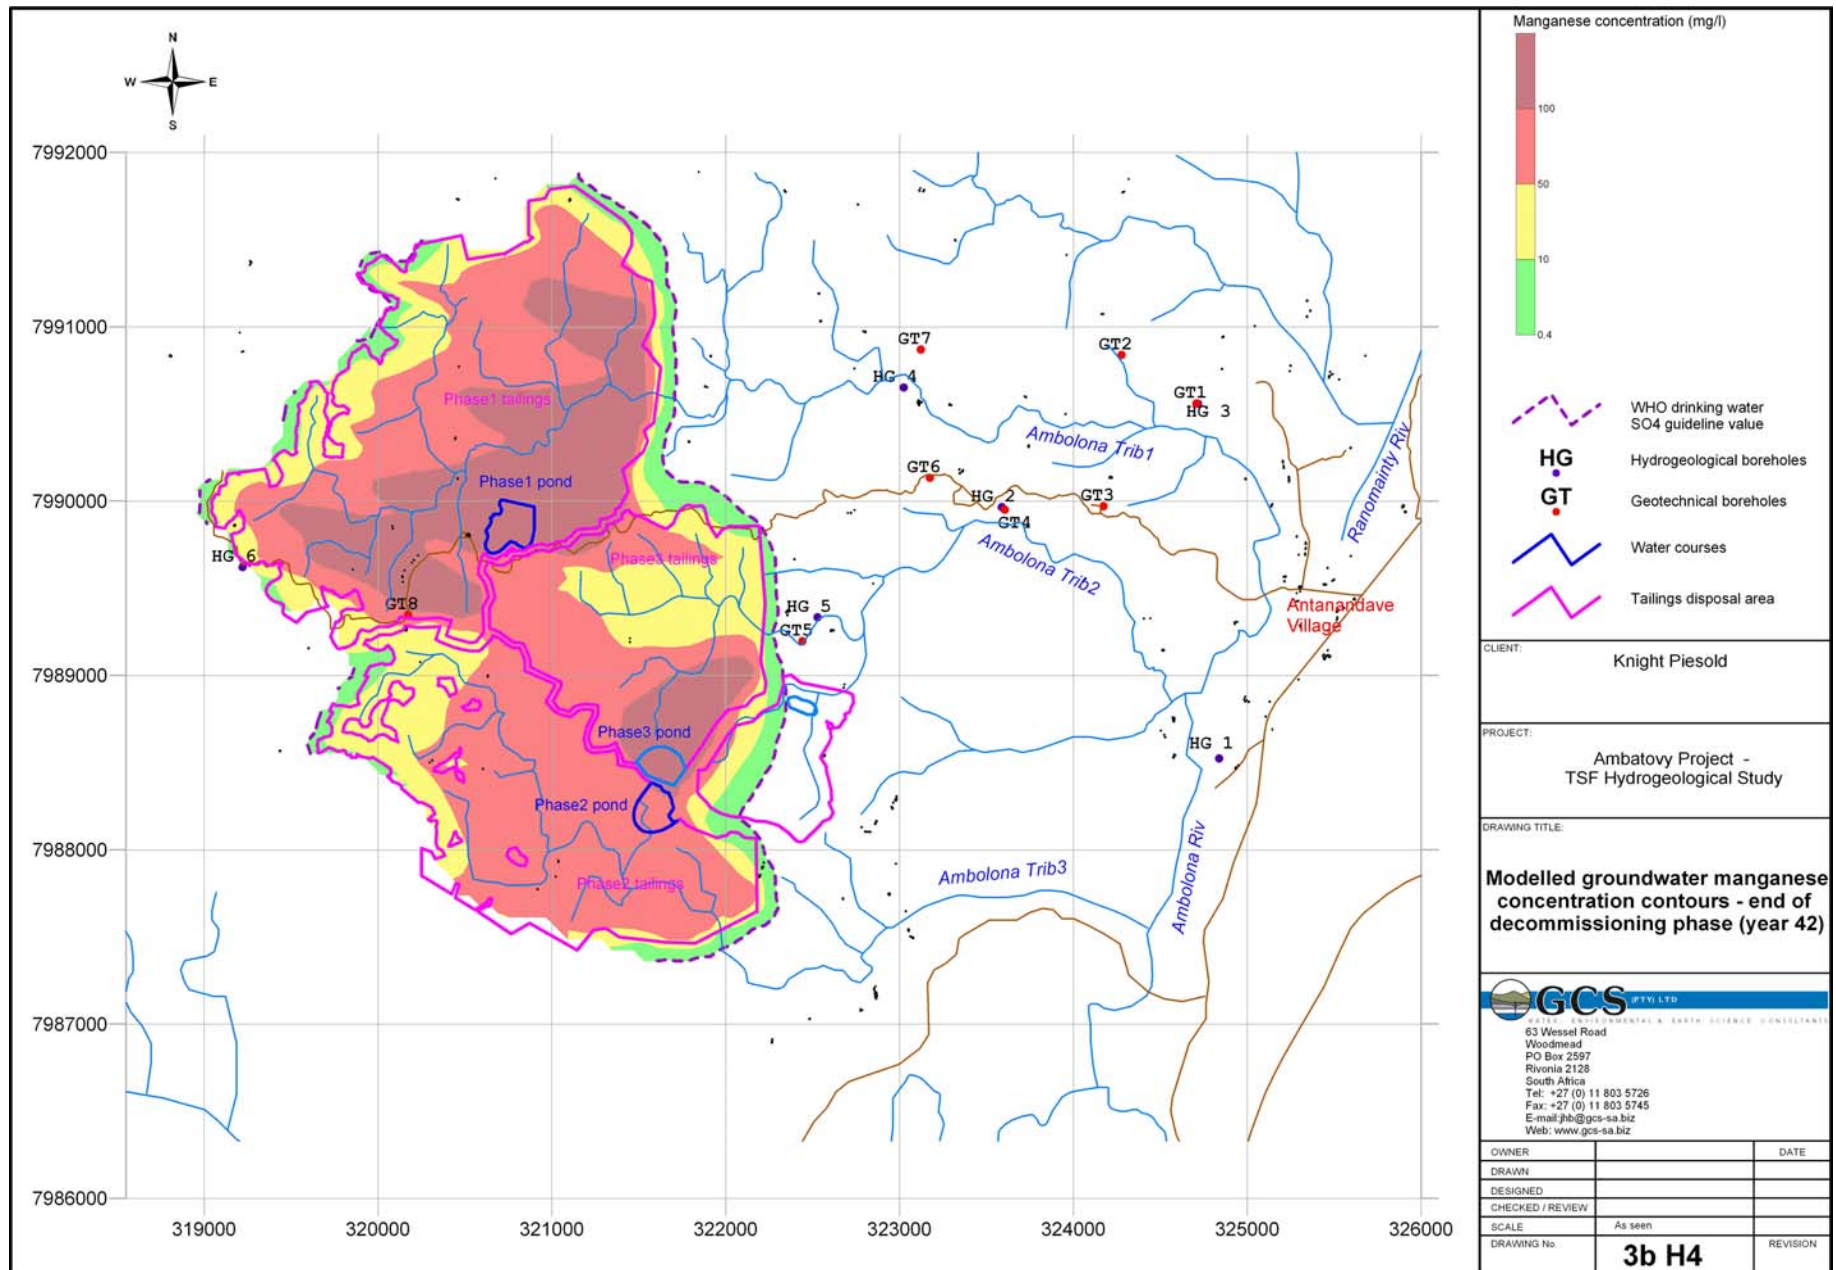 N
W
E
S
7992000
7991000
7990000
7989000
7988000
7987000
7986000
319000
320000
321000
322000
323000
324000
325000
326000
GT7
GT2
HG 4
GT1
HG 3
Phase1 tailings
Ambolona Trib1
Ranomainty Riv
GT6
Phase1 pond
HG 2
GT3
GT4
HG 6
Phase3 tailings
Ambolona Trib2
GT8
HG 5
GT5
Antanandave
Village
Phase3 pond
HG 1
Phase2 pond
Ambolona Trib3
Ambolona Riv
Phase2 tailings
Manganese concentration (mg/l)
100
50
10
0.4
WHO drinking water
SO4 guideline value
HG
Hydrogeological boreholes
GT
Geotechnical boreholes
Water courses
Tailings disposal area
CLIENT:
Knight Piesold
PROJECT:
Ambatovy Project -
TSF Hydrogeological Study
DRAWING TITLE:
Modelled groundwater manganese
concentration contours - end of
decommissioning phase (year 42)
GCS (PTY) LTD
WATER, ENVIRONMENTAL & EARTH SCIENCE CONSULTANTS
63 Wessel Road
Woodmead
PO Box 2597
Rivonia 2128
South Africa
Tel: +27 (0) 11 803 5726
Fax: +27 (0) 11 803 5745
E-mail:jhb@gcs-sa.biz
Web: www.gcs-sa.biz
OWNER
DATE
DRAWN
DESIGNED
CHECKED / REVIEW
SCALE
As seen
DRAWING No.
3b H4
REVISION